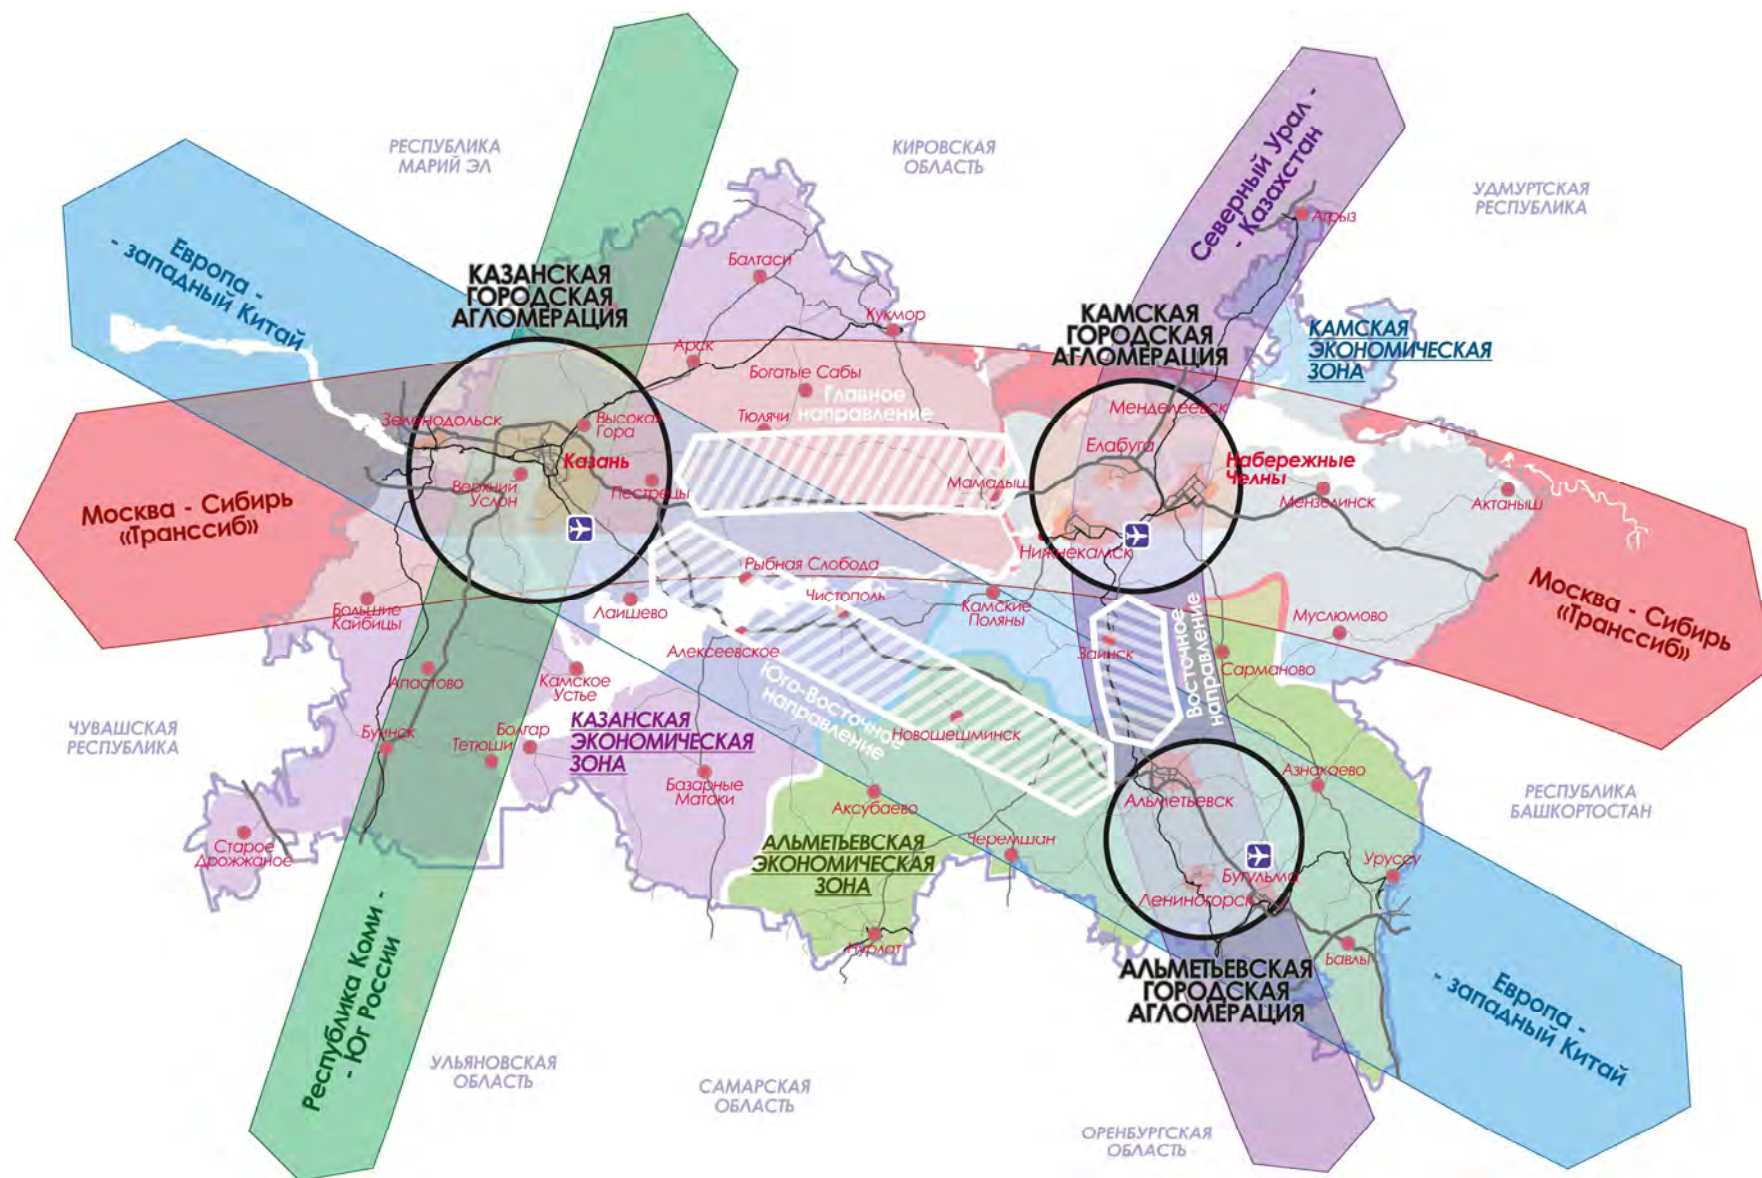 РЕСПУБЛИКА
МАРИЙ ЭЛ
КИРОВСКАЯ
ОБЛАСТЬ
УДМУРТСКАЯ
РЕСПУБЛИКА
Северный Урал -
- Казахстан
Агрыз
Европа -
- западный Китай
КАЗАНСКАЯ
ГОРОДСКАЯ
АГЛОМЕРАЦИЯ
Балтаси
Кукмор
КАМСКАЯ
ГОРОДСКАЯ
АГЛОМЕРАЦИЯ
КАМСКАЯ
ЭКОНОМИЧЕСКАЯ
ЗОНА
Арск
Богатые Сабы
Главное
направление
Тюлячи
Зеленодольск
Высокая
Гора
Казань
Верхний
Услон
Пестрецы
Мамадыш
Менделеевск
Елабуга
Набережные
Челны
Мензелинск
Актаныш
Москва - Сибирь
«Транссиб»
Нижнекамск
Рыбная Слобода
Чистополь
Камские
Поляны
Большие
Кайбицы
Лаишево
Алексеевское
Заинск
Восточное
направление
Муслюмово
Сарманово
Москва - Сибирь
«Транссиб»
Апастово
Камское
Устье
Юго-Восточное
направление
ЧУВАШСКАЯ
РЕСПУБЛИКА
Буинск
Тетюши
Болгар
КАЗАНСКАЯ
ЭКОНОМИЧЕСКАЯ
ЗОНА
Новошешминск
Базарные
Матаки
Аксубаево
Альметьевск
Азнакаево
РЕСПУБЛИКА
БАШКОРТОСТАН
Старое
Дрожжаное
АЛЬМЕТЬЕВСКАЯ
ЭКОНОМИЧЕСКАЯ
ЗОНА
Черемшан
Бугульма
Лениногорск
Уруссу
Нурлат
Бавлы
Республика Коми -
- Юг России
АЛЬМЕТЬЕВСКАЯ
ГОРОДСКАЯ
АГЛОМЕРАЦИЯ
Европа -
- западный Китай
УЛЬЯНОВСКАЯ
ОБЛАСТЬ
САМАРСКАЯ
ОБЛАСТЬ
ОРЕНБУРГСКАЯ
ОБЛАСТЬ